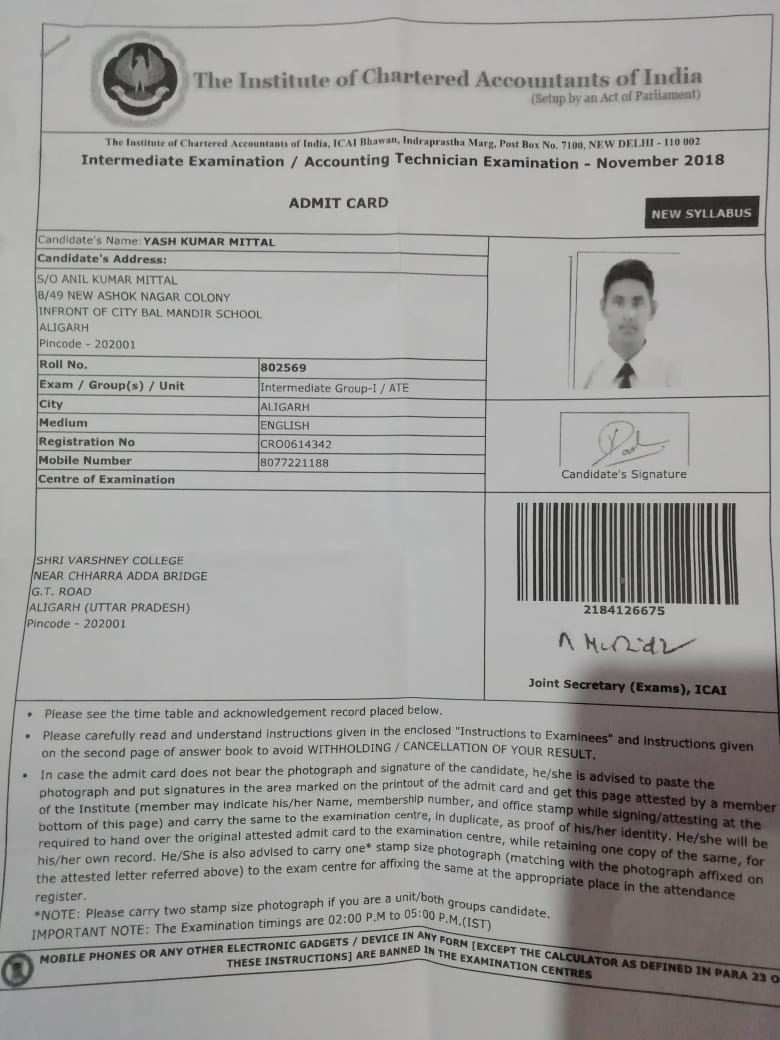 The Institute of Chartered Accountants of India
(Setup by an Act of Parliament)
The Institute of Chartered Accountants of India, ICAI Bhawan, Indraprastha Marg, Post Box No. 7100, NEW DELHI - 110 002
Intermediate Examination / Accounting Technician Examination - November 2018
ADMIT CARD
NEW SYLLABUS
Candidate's Name: YASH KUMAR MITTAL
Candidate's Address:
S/O ANIL KUMAR MITTAL
8/49 NEW ASHOK NAGAR COLONY
INFRONT OF CITY BAL MANDIR SCHOOL
ALIGARH
Pincode - 202001
Roll No. 802569
Exam / Group(s) / Unit Intermediate Group-I / ATE
City ALIGARH
Medium ENGLISH
Registration No CRO0614342
Mobile Number 8077221188
Centre of Examination
Candidate's Signature
SHRI VARSHNEY COLLEGE
NEAR CHHARRA ADDA BRIDGE
G.T. ROAD
ALIGARH (UTTAR PRADESH)
Pincode - 202001
2184126675
Joint Secretary (Exams), ICAI
• Please see the time table and acknowledgement record placed below.
• Please carefully read and understand instructions given in the enclosed "Instructions to Examinees" and instructions given
on the second page of answer book to avoid WITHHOLDING / CANCELLATION OF YOUR RESULT.
• In case the admit card does not bear the photograph and signature of the candidate, he/she is advised to paste the
photograph and put signatures in the area marked on the printout of the admit card and get this page attested by a member
of the Institute (member may indicate his/her Name, membership number, and office stamp while signing/attesting at the
bottom of this page) and carry the same to the examination centre, in duplicate, as proof of his/her identity. He/she will be
required to hand over the original attested admit card to the examination centre, while retaining one copy of the same, for
his/her own record. He/She is also advised to carry one* stamp size photograph (matching with the photograph affixed on
the attested letter referred above) to the exam centre for affixing the same at the appropriate place in the attendance
register.
*NOTE: Please carry two stamp size photograph if you are a unit/both groups candidate.
IMPORTANT NOTE: The Examination timings are 02:00 P.M to 05:00 P.M.(IST)
MOBILE PHONES OR ANY OTHER ELECTRONIC GADGETS / DEVICE IN ANY FORM [EXCEPT THE CALCULATOR AS DEFINED IN PARA 23 O
THESE INSTRUCTIONS] ARE BANNED IN THE EXAMINATION CENTRES